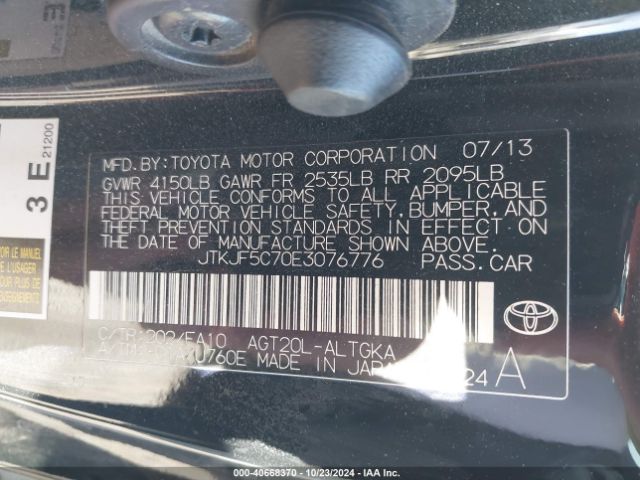 MFD.BY:TOYOTA MOTOR CORPORATION 07/13
GVWR 4150LB GAWR FR 2535LB RR 2095LB
THIS VEHICLE CONFORMS TO ALL APPLICABLE
FEDERAL MOTOR VEHICLE SAFETY, BUMPER, AND
THEFT PREVENTION STANDARDS IN EFFECT ON
THE DATE OF MANUFACTURE SHOWN ABOVE.
JTKJF5C70E3076776 PASS.CAR
C/TR:202/FA10 AGT20L-ALTGKA
U760E MADE IN JAPAN 24 A
TOYOTA
3 E
21200
LE MANUEL
L'USAGER
000-40668370 - 10/23/2024 - IAA Inc.